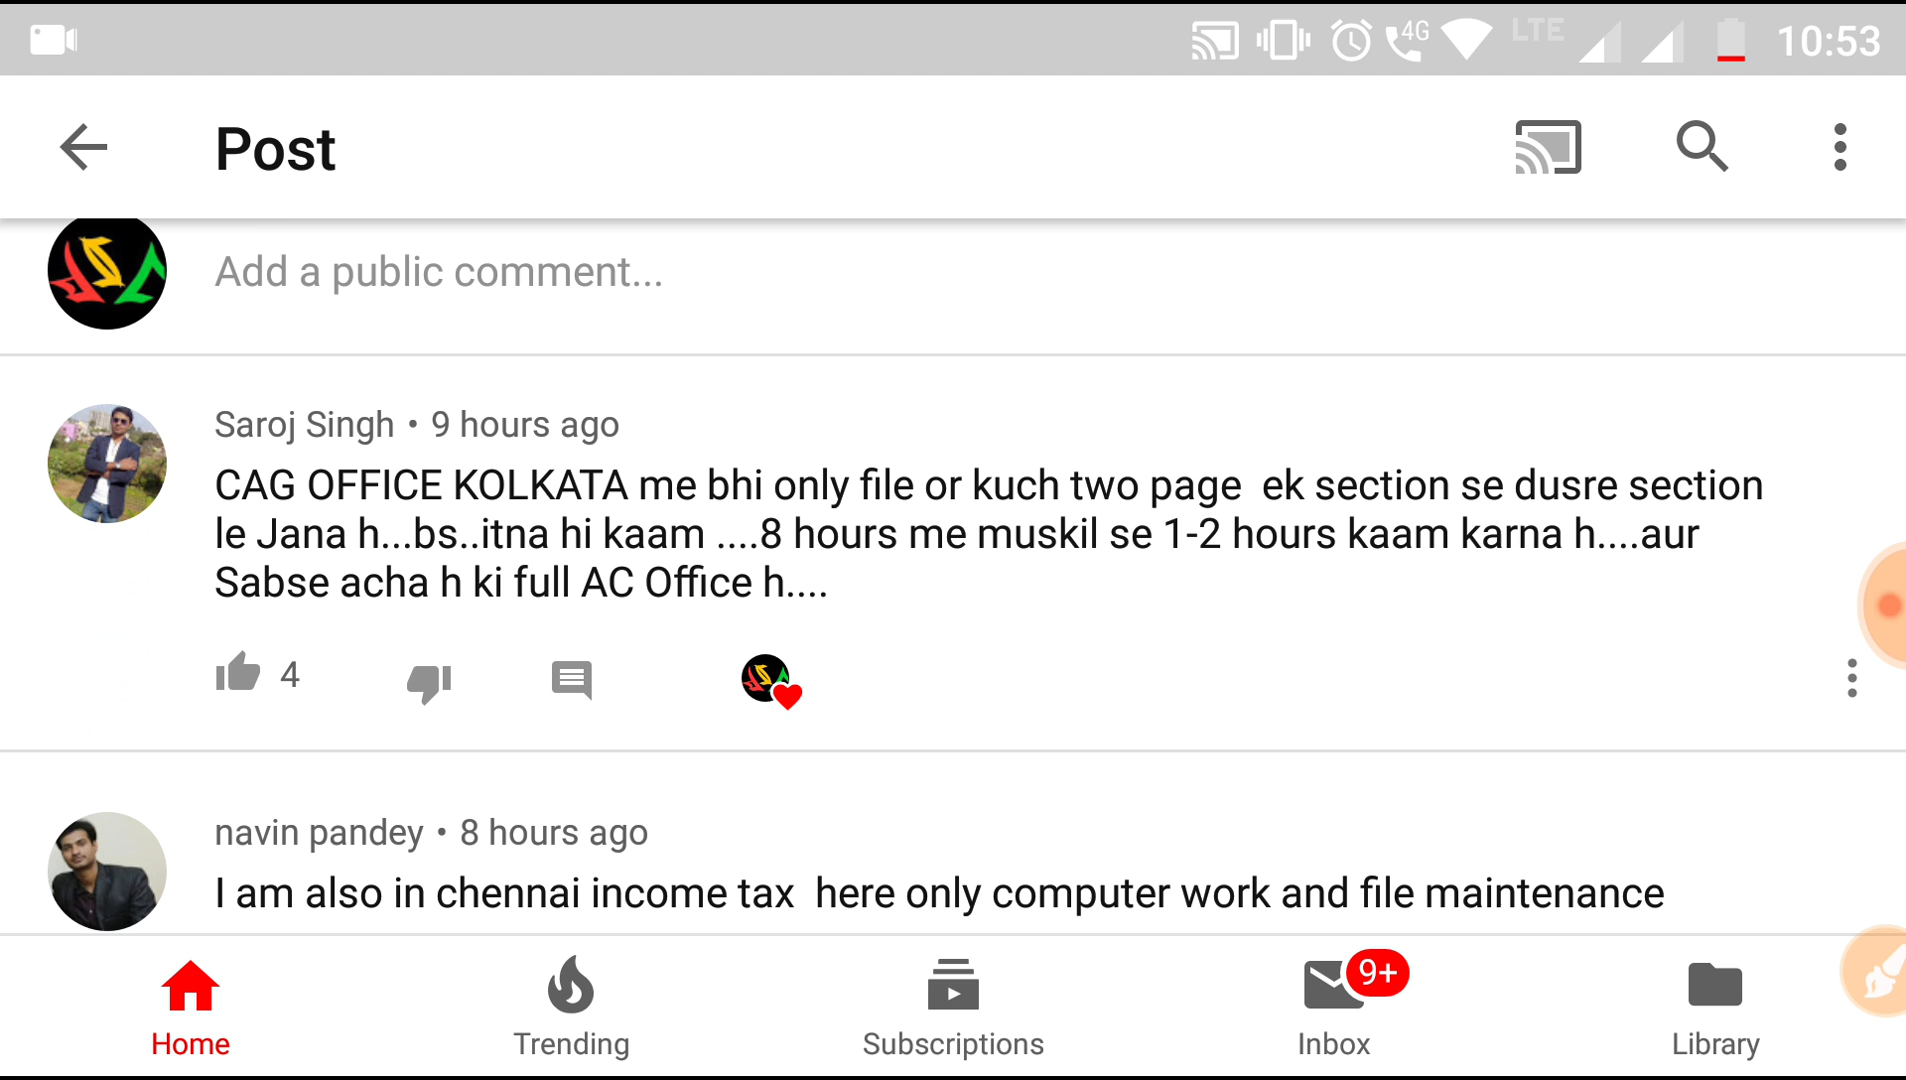 4G LTE 10:53
Post
Add a public comment...
Saroj Singh • 9 hours ago
CAG OFFICE KOLKATA me bhi only file or kuch two page  ek section se dusre section
le Jana h...bs..itna hi kaam ....8 hours me muskil se 1-2 hours kaam karna h....aur
Sabse acha h ki full AC Office h....
4
navin pandey • 8 hours ago
I am also in chennai income tax  here only computer work and file maintenance
9+
Home Trending Subscriptions Inbox Library